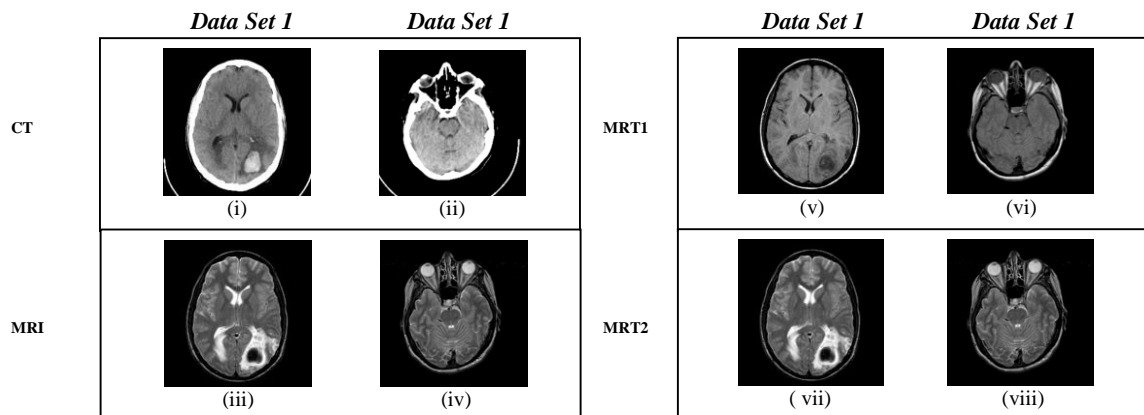 Data Set 1 Data Set 1 Data Set 1 Data Set 1
CT MRT1
(i) (ii) (v) (vi)
MRI MRT2
(iii) (iv) ( vii) (viii)